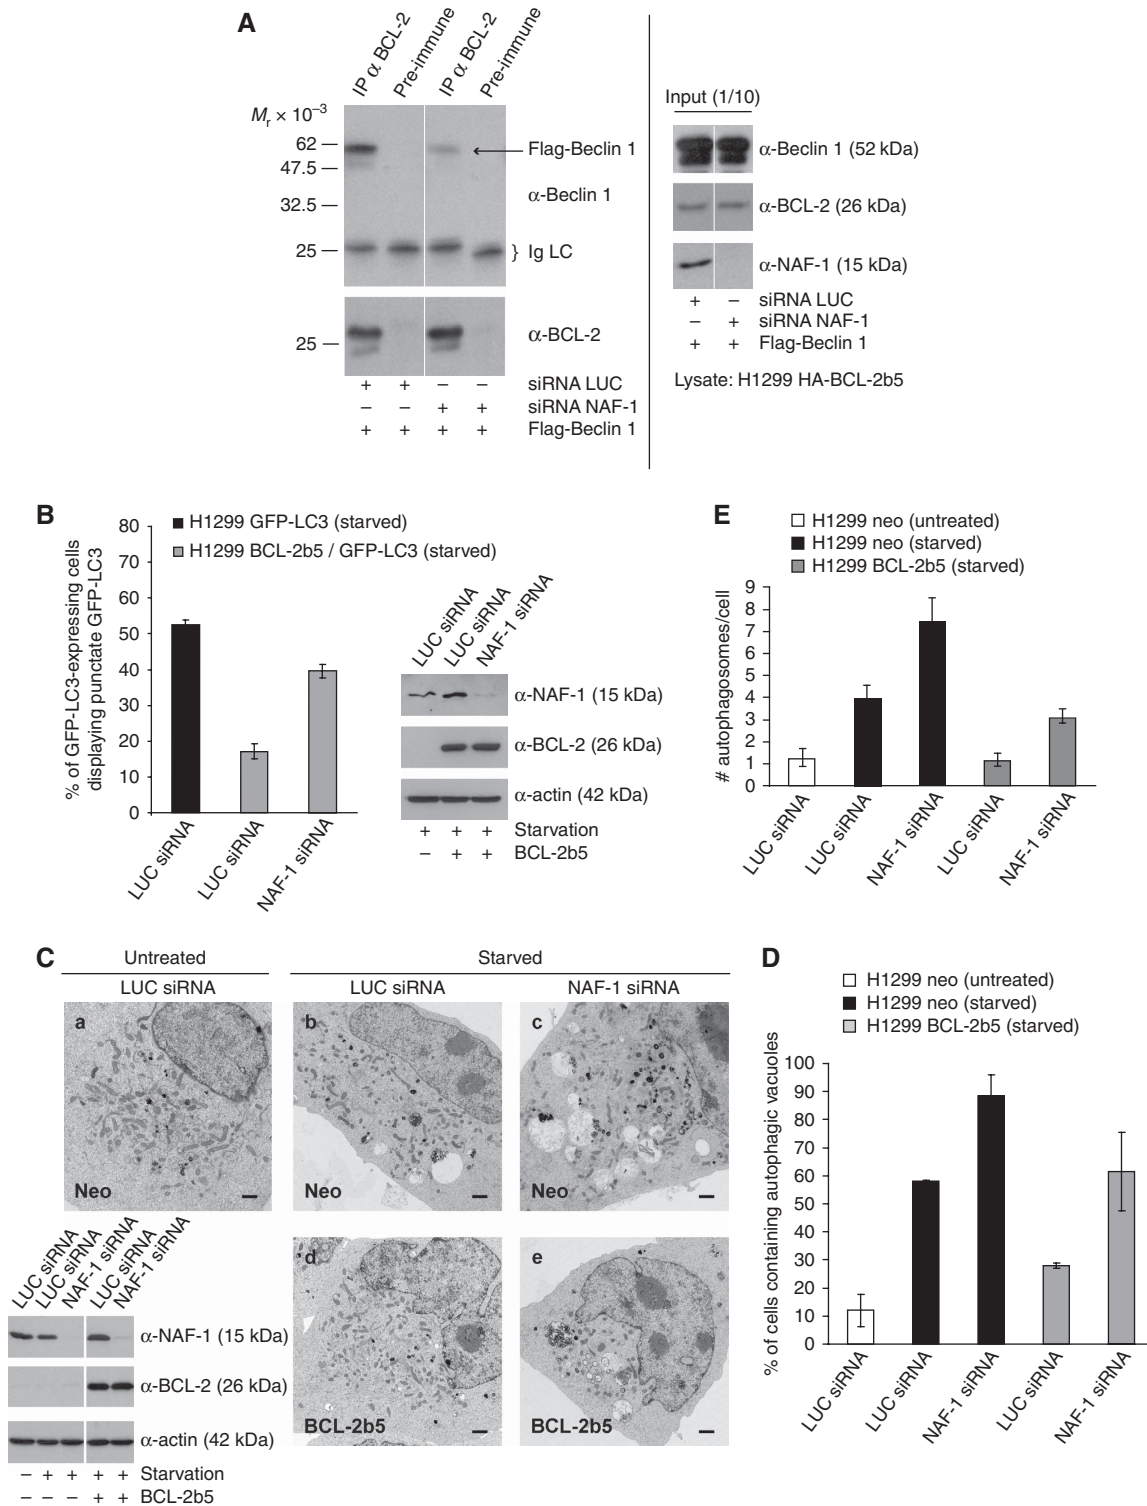 A
IP α BCL-2
Pre-immune
IP α BCL-2
Pre-immune
Mr × 10–3
62
47.5
32.5
25
Flag-Beclin 1
α-Beclin 1
} Ig LC
25
α-BCL-2
+ + – – siRNA LUC
– – + + siRNA NAF-1
+ + + + Flag-Beclin 1
Input (1/10)
α-Beclin 1 (52 kDa)
α-BCL-2 (26 kDa)
α-NAF-1 (15 kDa)
+ – siRNA LUC
– + siRNA NAF-1
+ + Flag-Beclin 1
Lysate: H1299 HA-BCL-2b5
B
H1299 GFP-LC3 (starved)
H1299 BCL-2b5 / GFP-LC3 (starved)
% of GFP-LC3-expressing cells
displaying punctate GFP-LC3
80
70
60
50
40
30
20
10
0
LUC siRNA
LUC siRNA
NAF-1 siRNA
LUC siRNA
LUC siRNA
NAF-1 siRNA
α-NAF-1 (15 kDa)
α-BCL-2 (26 kDa)
α-actin (42 kDa)
+ + + Starvation
– + + BCL-2b5
E
H1299 neo (untreated)
H1299 neo (starved)
H1299 BCL-2b5 (starved)
# autophagosomes/cell
9
8
7
6
5
4
3
2
1
0
LUC siRNA
LUC siRNA
NAF-1 siRNA
LUC siRNA
NAF-1 siRNA
C
Untreated
Starved
LUC siRNA
LUC siRNA
NAF-1 siRNA
a
Neo
b
Neo
c
Neo
d
BCL-2b5
e
BCL-2b5
LUC siRNA
LUC siRNA
NAF-1 siRNA
LUC siRNA
NAF-1 siRNA
α-NAF-1 (15 kDa)
α-BCL-2 (26 kDa)
α-actin (42 kDa)
– + + + + Starvation
– – – + + BCL-2b5
D
H1299 neo (untreated)
H1299 neo (starved)
H1299 BCL-2b5 (starved)
% of cells containing autophagic vacuoles
100
90
80
70
60
50
40
30
20
10
0
LUC siRNA
LUC siRNA
NAF-1 siRNA
LUC siRNA
NAF-1 siRNA